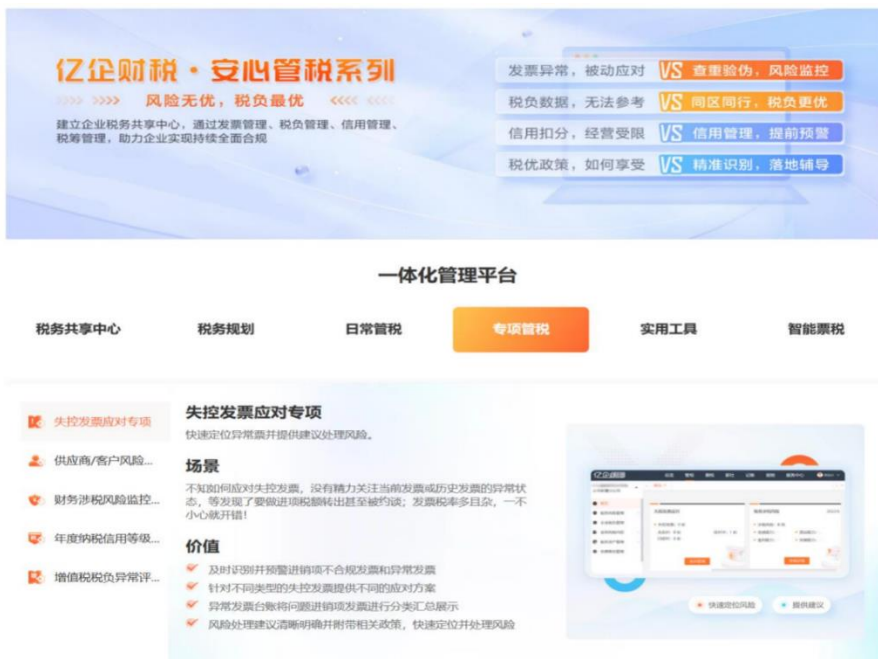 亿企财税·安心管税系列
风险无优，税负最优
建立企业税务共享中心，通过发票管理、税负管理、信用管理、
税筹管理，助力企业实现持续全面合规
发票异常，被动应对 VS 查重验伪，风险监控
税负数据，无法参考 VS 同区同行，税负更优
信用扣分，经营受限 VS 信用管理，提前预警
税优政策，如何享受 VS 精准识别，落地辅导
一体化管理平台
税务共享中心 税务规划 日常管税 专项管税 实用工具 智能票税
失控发票应对专项
供应商/客户风险...
财务涉税风险监控...
年度纳税信用等级...
增值税税负异常评...
失控发票应对专项
快速定位异常票并提供建议处理风险。
场景
不知如何应对失控发票，没有精力关注当前发票或历史发票的异常状
态，等发现了要做进项税额转出甚至被约谈；发票税率多且杂，一不
小心就开错！
价值
及时识别并预警进销项不合规发票和异常发票
针对不同类型的失控发票提供不同的应对方案
异常发票台账将问题进销项发票进行分类汇总展示
风险处理建议清晰明确并附带相关政策，快速定位并处理风险
快速定位风险
提供建议